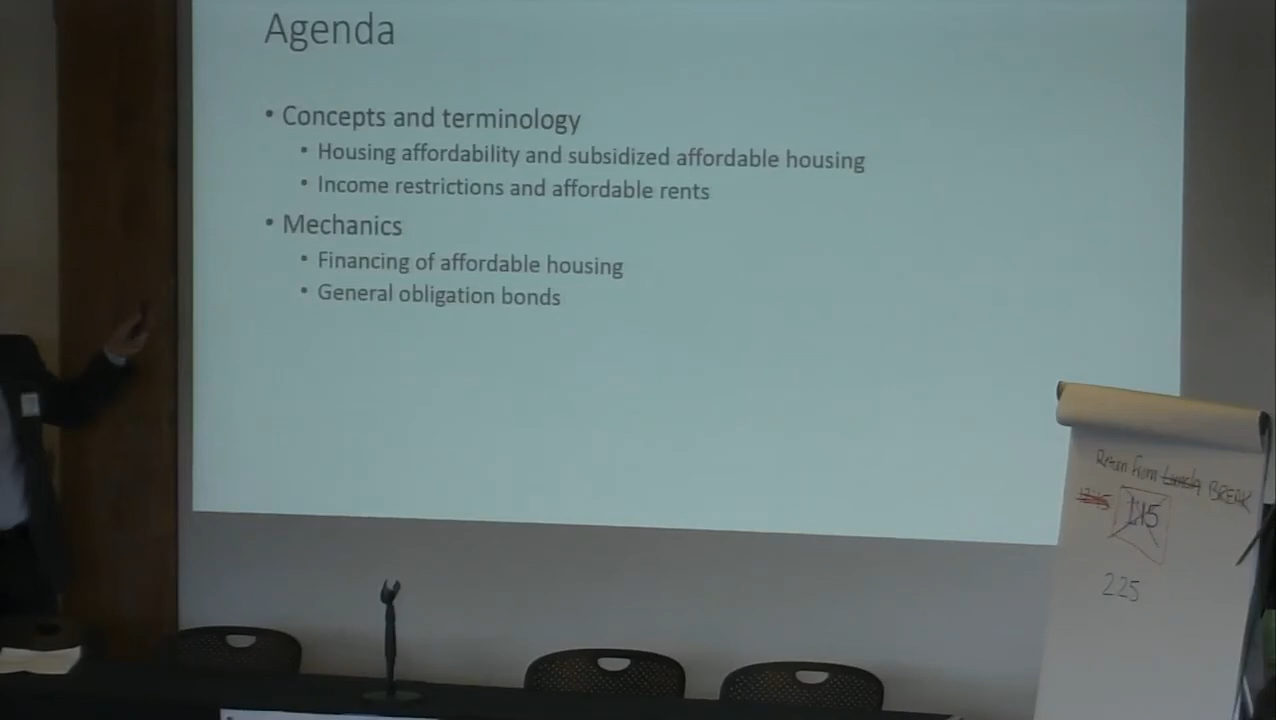 Agenda
• Concepts and terminology
• Housing affordability and subsidized affordable housing
• Income restrictions and affordable rents
• Mechanics
• Financing of affordable housing
• General obligation bonds
Return from Lunch BREAK
1:15
225